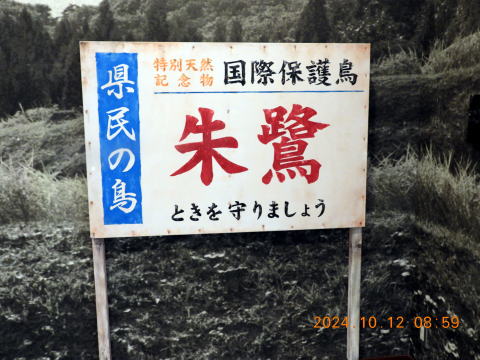 県民の鳥
特別天然
記念物
国際保護鳥
朱鷺
ときを守りましょう
2024.10.12 08:59